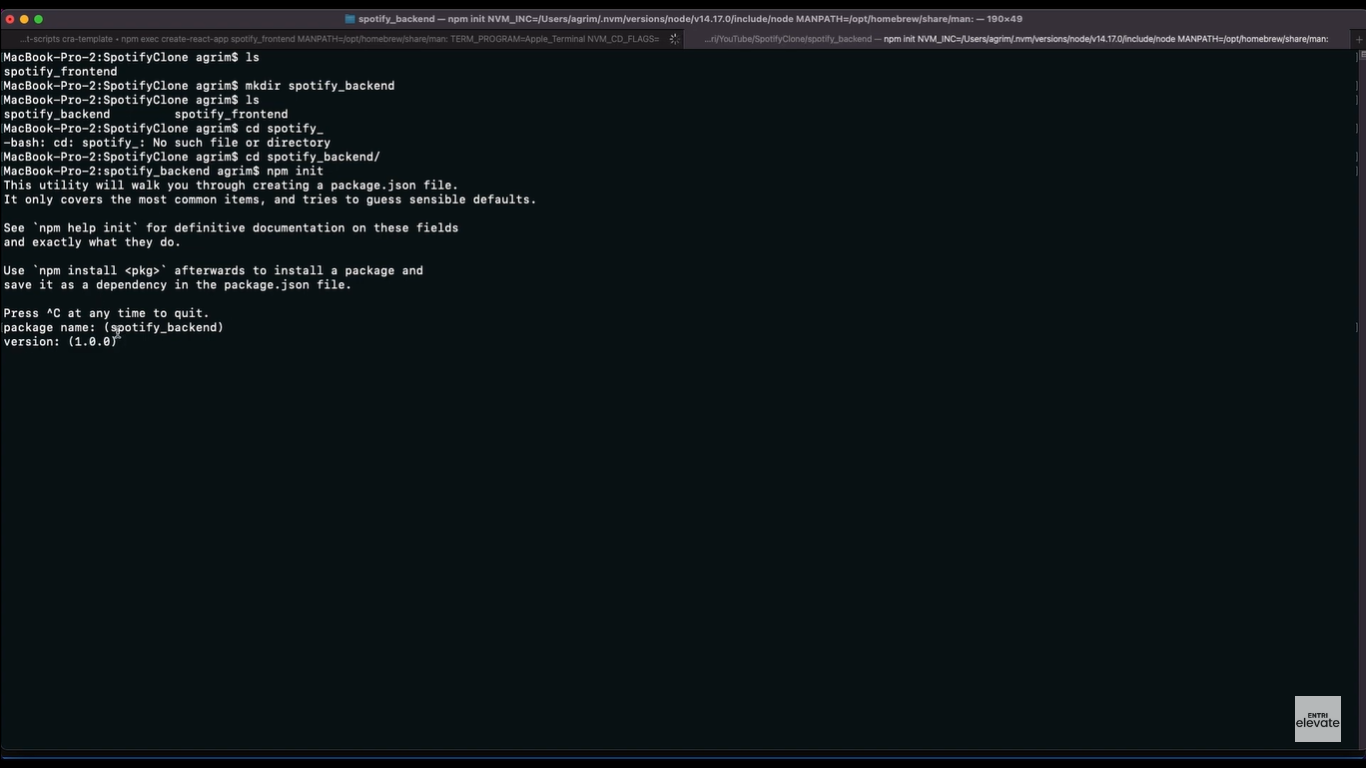 spotify_backend — npm init NVM_INC=/Users/agrim/.nvm/versions/node/v14.17.0/include/node MANPATH=/opt/homebrew/share/man: — 190×49
...t-scripts cra-template • npm exec create-react-app spotify_frontend MANPATH=/opt/homebrew/share/man: TERM_PROGRAM=Apple_Terminal NVM_CD_FLAGS=
...ri/YouTube/SpotifyClone/spotify_backend — npm init NVM_INC=/Users/agrim/.nvm/versions/node/v14.17.0/include/node MANPATH=/opt/homebrew/share/man:
MacBook-Pro-2:SpotifyClone agrim$ ls
spotify_frontend
MacBook-Pro-2:SpotifyClone agrim$ mkdir spotify_backend
MacBook-Pro-2:SpotifyClone agrim$ ls
spotify_backend spotify_frontend
MacBook-Pro-2:SpotifyClone agrim$ cd spotify_
-bash: cd: spotify_: No such file or directory
MacBook-Pro-2:SpotifyClone agrim$ cd spotify_backend/
MacBook-Pro-2:spotify_backend agrim$ npm init
This utility will walk you through creating a package.json file.
It only covers the most common items, and tries to guess sensible defaults.
See `npm help init` for definitive documentation on these fields
and exactly what they do.
Use `npm install <pkg>` afterwards to install a package and
save it as a dependency in the package.json file.
Press ^C at any time to quit.
package name: (spotify_backend)
version: (1.0.0)
ENTRI
elevate